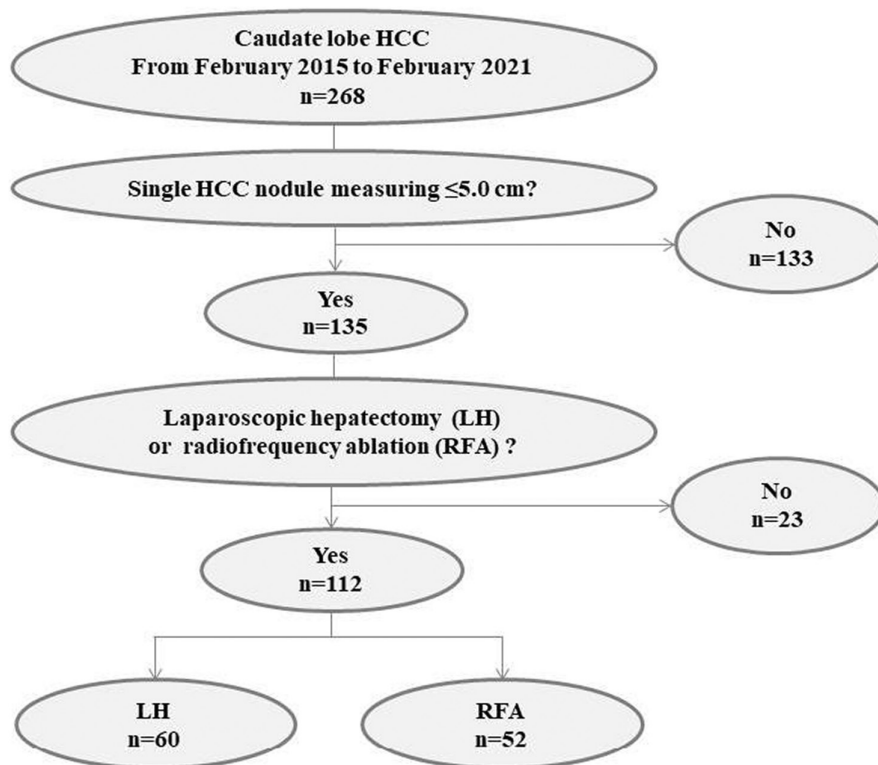 Caudate lobe HCC
From February 2015 to February 2021
n=268
Single HCC nodule measuring ≤5.0 cm?
No
n=133
Yes
n=135
Laparoscopic hepatectomy (LH)
or radiofrequency ablation (RFA) ?
No
n=23
Yes
n=112
LH
n=60
RFA
n=52